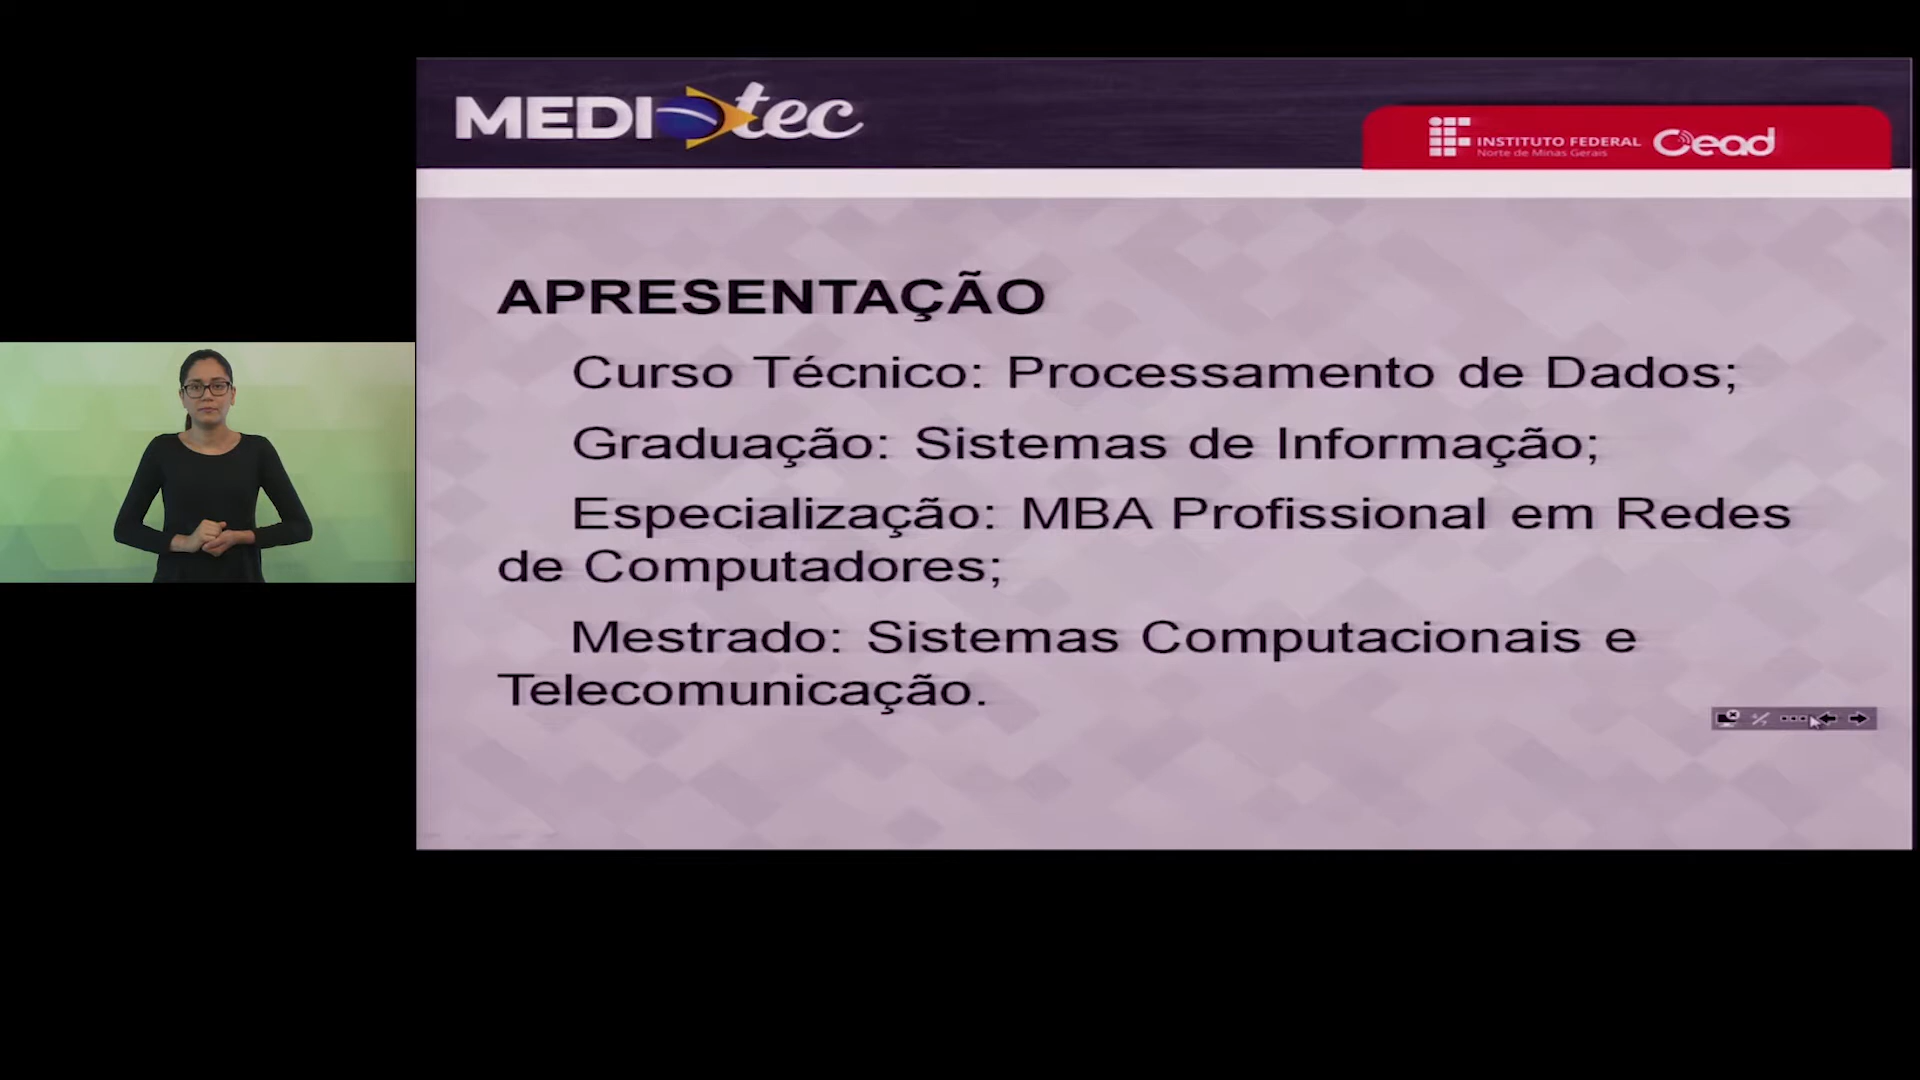 MEDIOtec
INSTITUTO FEDERAL
Norte de Minas Gerais
Cead
APRESENTAÇÃO
Curso Técnico: Processamento de Dados;
Graduação: Sistemas de Informação;
Especialização: MBA Profissional em Redes
de Computadores;
Mestrado: Sistemas Computacionais e
Telecomunicação.